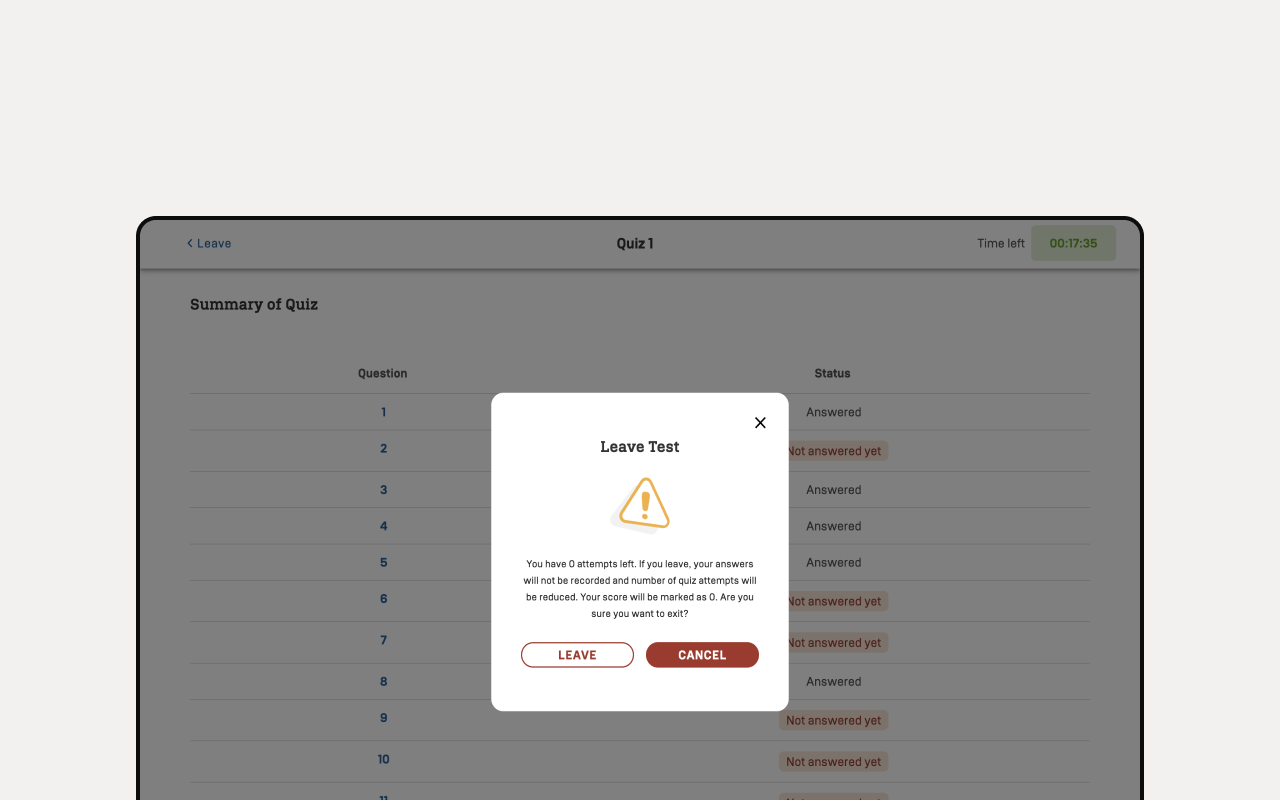 Leave
Quiz 1
Time left
00:17:35
Summary of Quiz
Question
Status
1
Answered
2
Not answered yet
3
Answered
4
Answered
5
Answered
6
Not answered yet
7
Not answered yet
8
Answered
9
Not answered yet
10
Not answered yet
11
Leave Test
You have 0 attempts left. If you leave, your answers
will not be recorded and number of quiz attempts will
be reduced. Your score will be marked as 0. Are you
sure you want to exit?
LEAVE
CANCEL